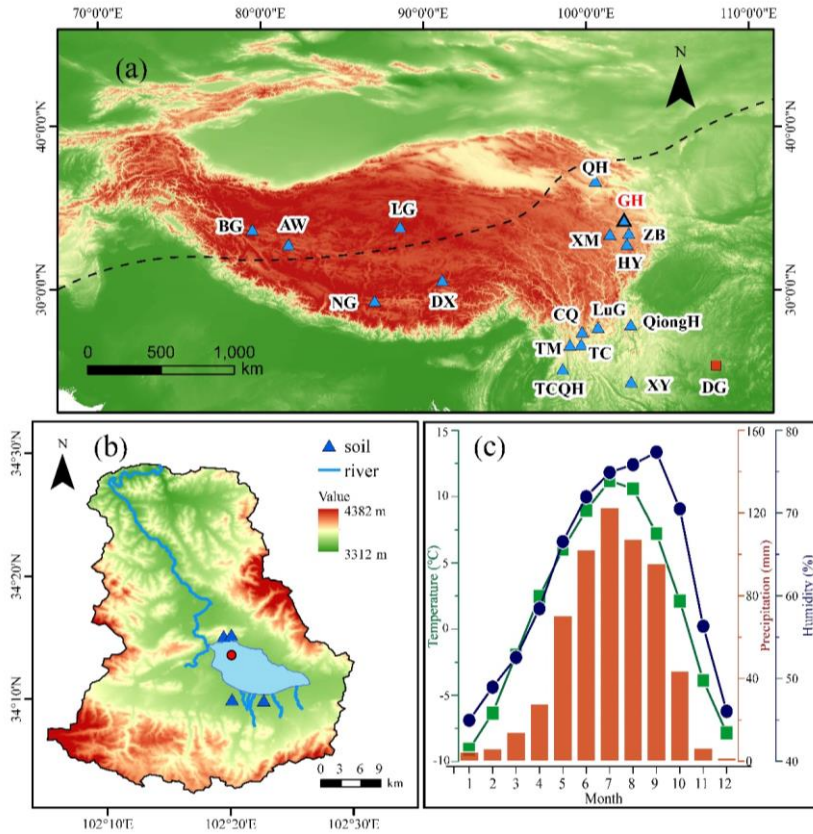 70°0'0"E 80°0'0"E 90°0'0"E 100°0'0"E 110°0'0"E
(a)
N
40°0'0"N
40°0'0"N
QH
GH
LG
BG
AW
XM
ZB
HY
30°0'0"N
30°0'0"N
NG
DX
CQ
LuG
QiongH
0 500 1,000
km
TM
TC
TCQH
XY
DG
(b)
N
soil
river
Value
4382 m
3312 m
34°30'N
34°20'N
34°10'N
0 3 6 9
km
102°10'E 102°20'E 102°30'E
(c)
15
10
5
0
-5
-10
Temperature (℃)
160
120
80
40
0
Precipitation (mm)
80
70
60
50
40
Humidity (%)
1 2 3 4 5 6 7 8 9 10 11 12
Month